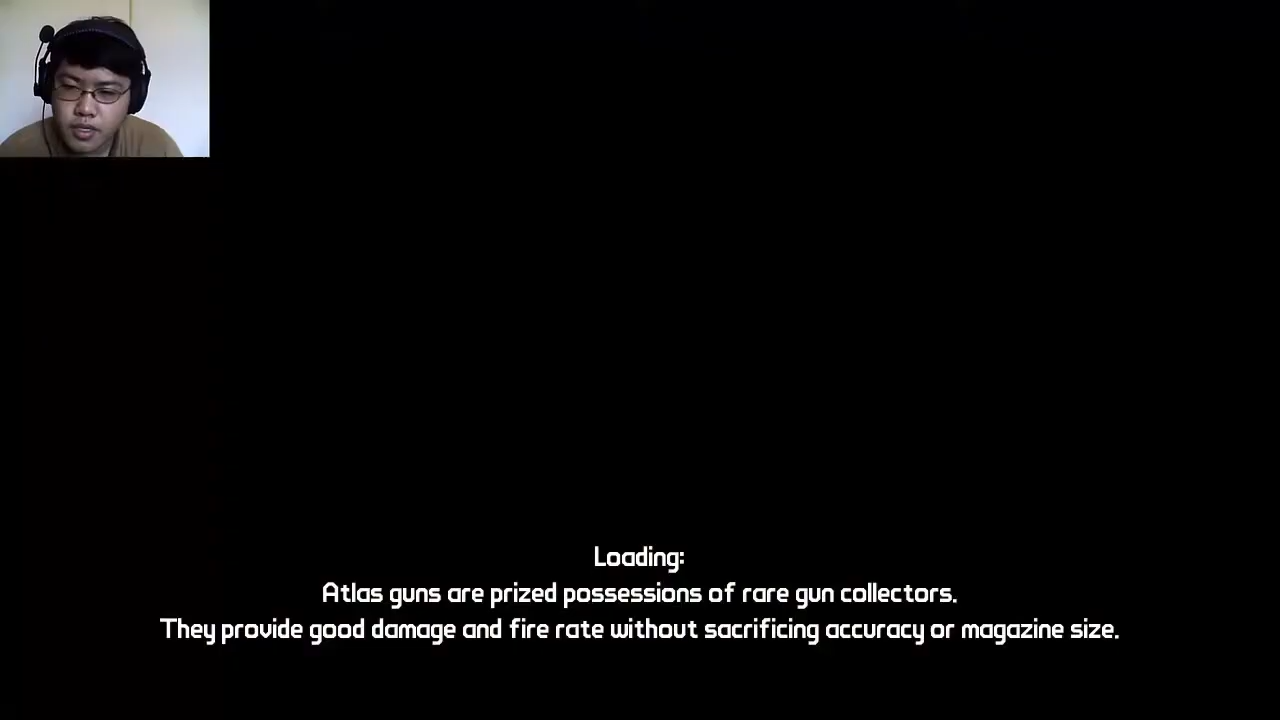 Loading:
Atlas guns are prized possessions of rare gun collectors.
They provide good damage and fire rate without sacrificing accuracy or magazine size.